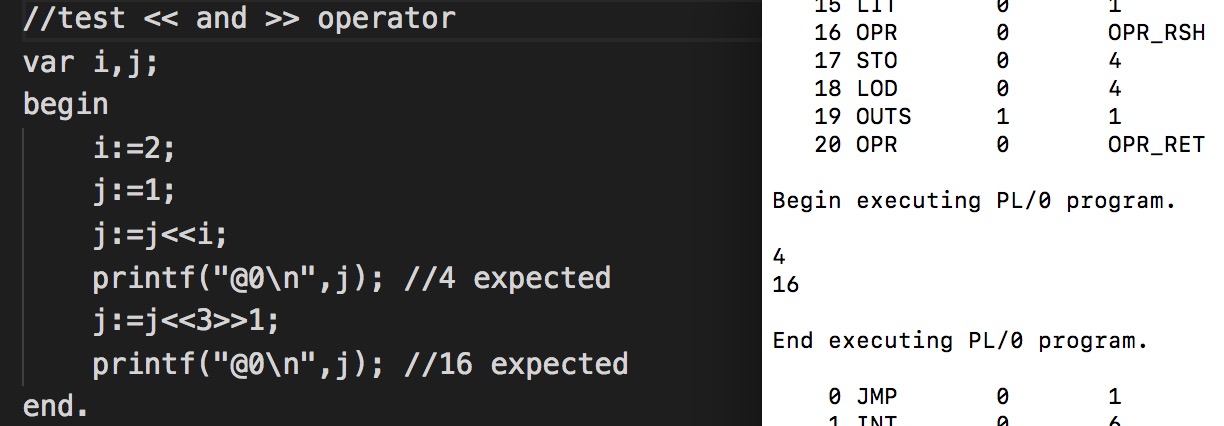 //test << and >> operator
var i,j;
begin
    i:=2;
    j:=1;
    j:=j<<i;
    printf("@0\n",j); //4 expected
    j:=j<<3>>1;
    printf("@0\n",j); //16 expected
end.
15 LIT 0 1
16 OPR 0 OPR_RSH
17 STO 0 4
18 LOD 0 4
19 OUTS 1 1
20 OPR 0 OPR_RET
Begin executing PL/0 program.
4
16
End executing PL/0 program.
0 JMP 0 1
1 INT 0 6